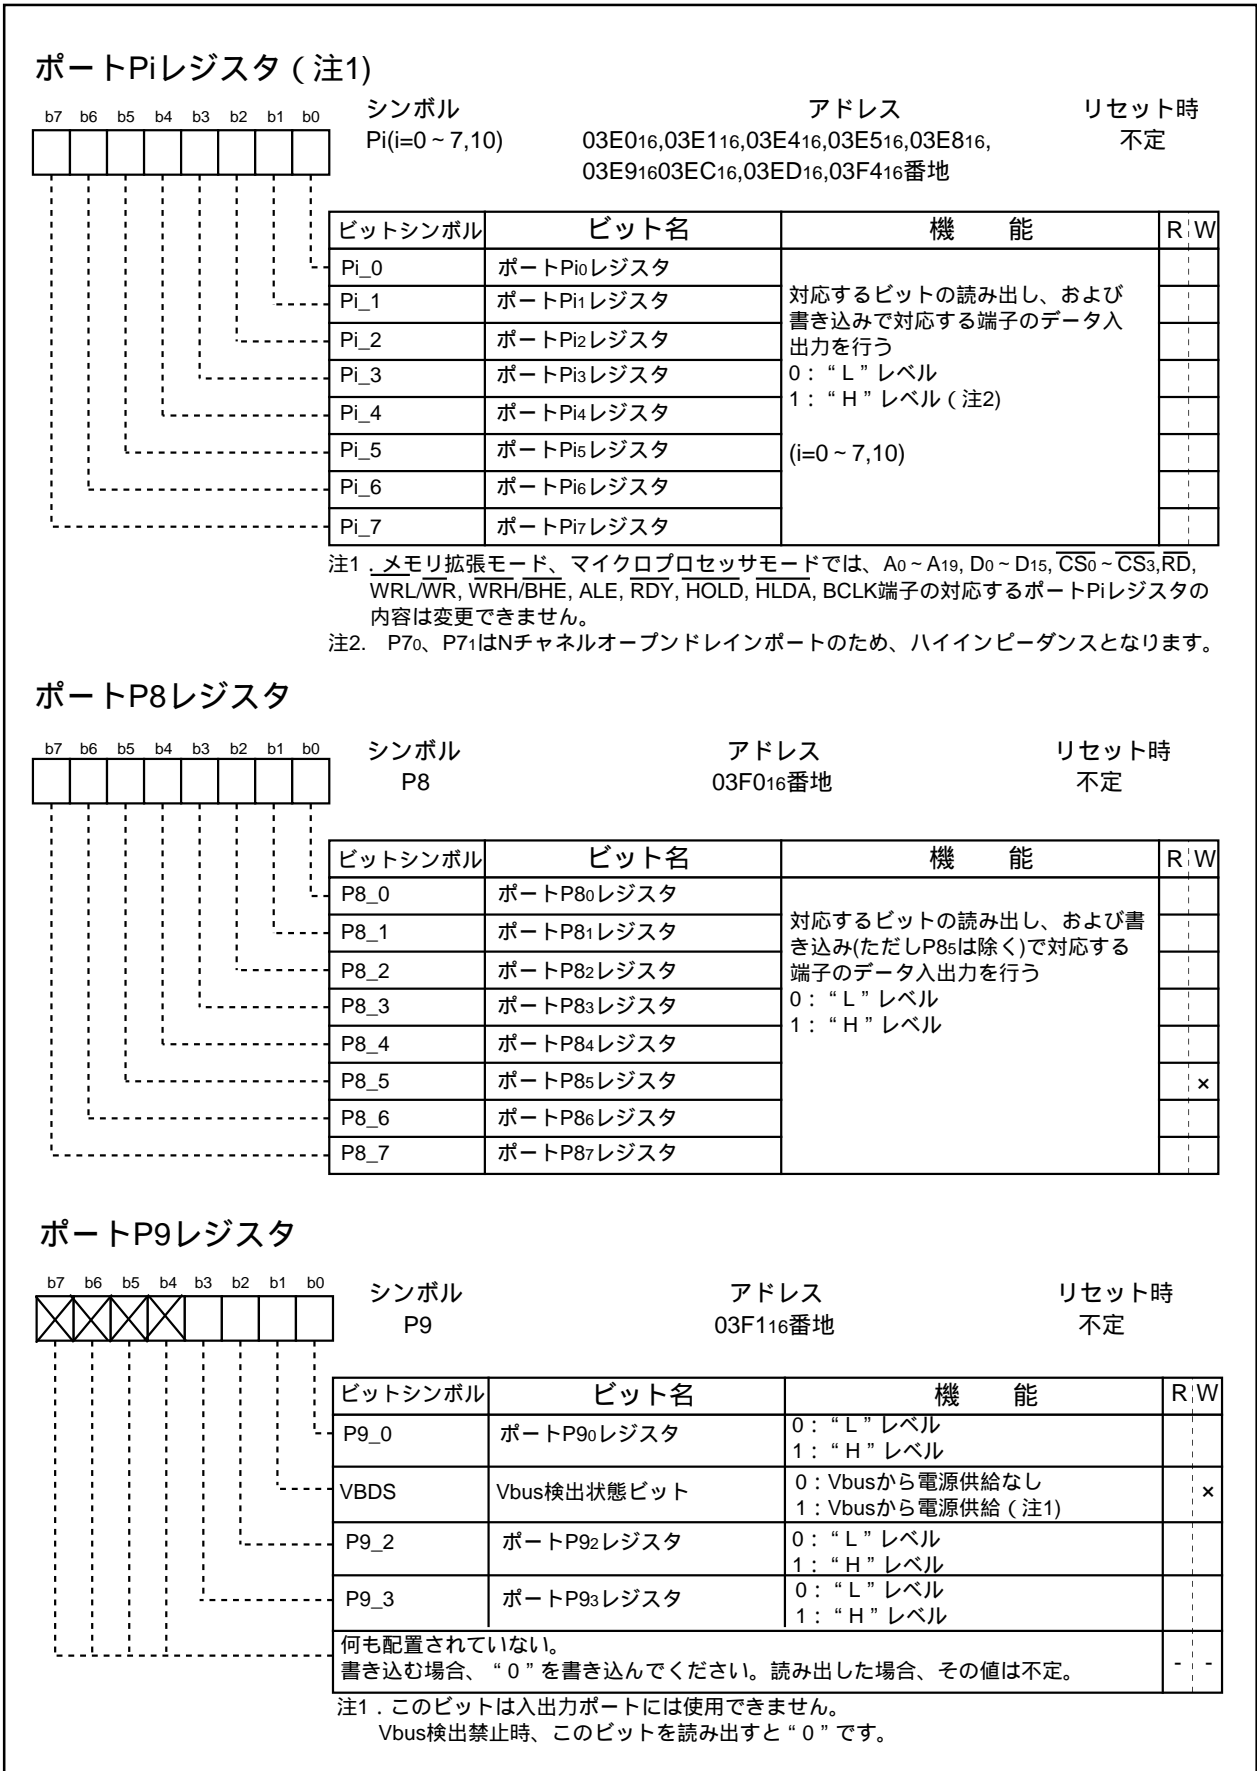 ポートPiレジスタ（注1)
b7 b6 b5 b4 b3 b2 b1 b0
シンボル アドレス リセット時
Pi(i=0～7,10) 03E016,03E116,03E416,03E516,03E816, 不定
03E91603EC16,03ED16,03F416番地
ビットシンボル ビット名 機 能 R W
Pi_0 ポートPi0レジスタ
Pi_1 ポートPi1レジスタ
Pi_2 ポートPi2レジスタ
Pi_3 ポートPi3レジスタ
Pi_4 ポートPi4レジスタ
Pi_5 ポートPi5レジスタ
Pi_6 ポートPi6レジスタ
Pi_7 ポートPi7レジスタ
対応するビットの読み出し、および
書き込みで対応する端子のデータ入
出力を行う
0：“L”レベル
1：“H”レベル（注2)
(i=0～7,10)
注1．メモリ拡張モード、マイクロプロセッサモードでは、A0～A19, D0～D15, CS0～CS3,RD,
WRL/WR, WRH/BHE, ALE, RDY, HOLD, HLDA, BCLK端子の対応するポートPiレジスタの
内容は変更できません。
注2. P70、P71はNチャネルオープンドレインポートのため、ハイインピーダンスとなります。
ポートP8レジスタ
b7 b6 b5 b4 b3 b2 b1 b0
シンボル アドレス リセット時
P8 03F016番地 不定
ビットシンボル ビット名 機 能 R W
P8_0 ポートP80レジスタ
P8_1 ポートP81レジスタ
P8_2 ポートP82レジスタ
P8_3 ポートP83レジスタ
P8_4 ポートP84レジスタ
P8_5 ポートP85レジスタ ×
P8_6 ポートP86レジスタ
P8_7 ポートP87レジスタ
対応するビットの読み出し、および書
き込み(ただしP85は除く)で対応する
端子のデータ入出力を行う
0：“L”レベル
1：“H”レベル
ポートP9レジスタ
b7 b6 b5 b4 b3 b2 b1 b0
シンボル アドレス リセット時
P9 03F116番地 不定
ビットシンボル ビット名 機 能 R W
P9_0 ポートP90レジスタ 0：“L”レベル
1：“H”レベル
VBDS Vbus検出状態ビット 0：Vbusから電源供給なし ×
1：Vbusから電源供給（注1)
P9_2 ポートP92レジスタ 0：“L”レベル
1：“H”レベル
P9_3 ポートP93レジスタ 0：“L”レベル
1：“H”レベル
何も配置されていない。
書き込む場合、“0”を書き込んでください。読み出した場合、その値は不定。 - -
注1．このビットは入出力ポートには使用できません。
Vbus検出禁止時、このビットを読み出すと“0”です。